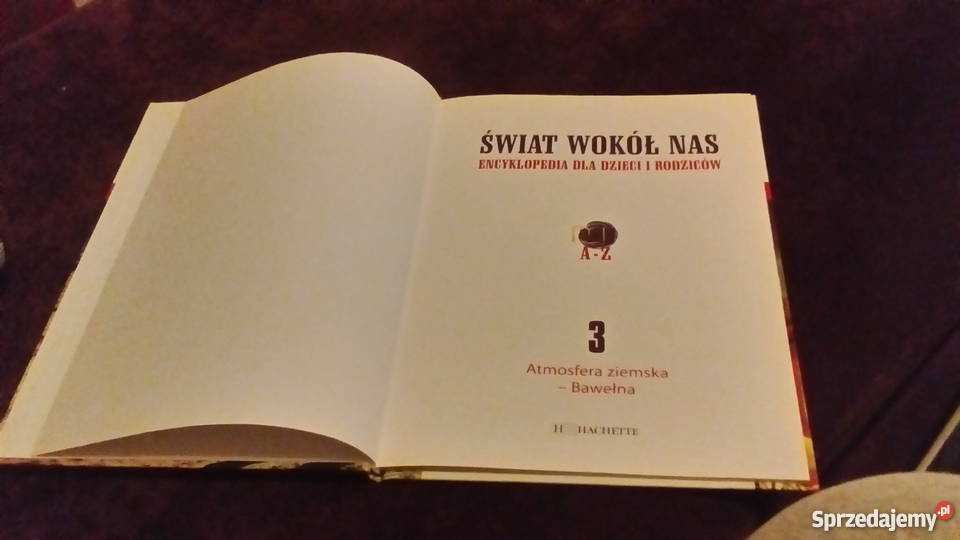 ŚWIAT WOKÓŁ NAS
ENCYKLOPEDIA DLA DZIECI I RODZICÓW
A - Z
3
Atmosfera ziemska
– Bawełna
H HACHETTE
Sprzedajemy.pl